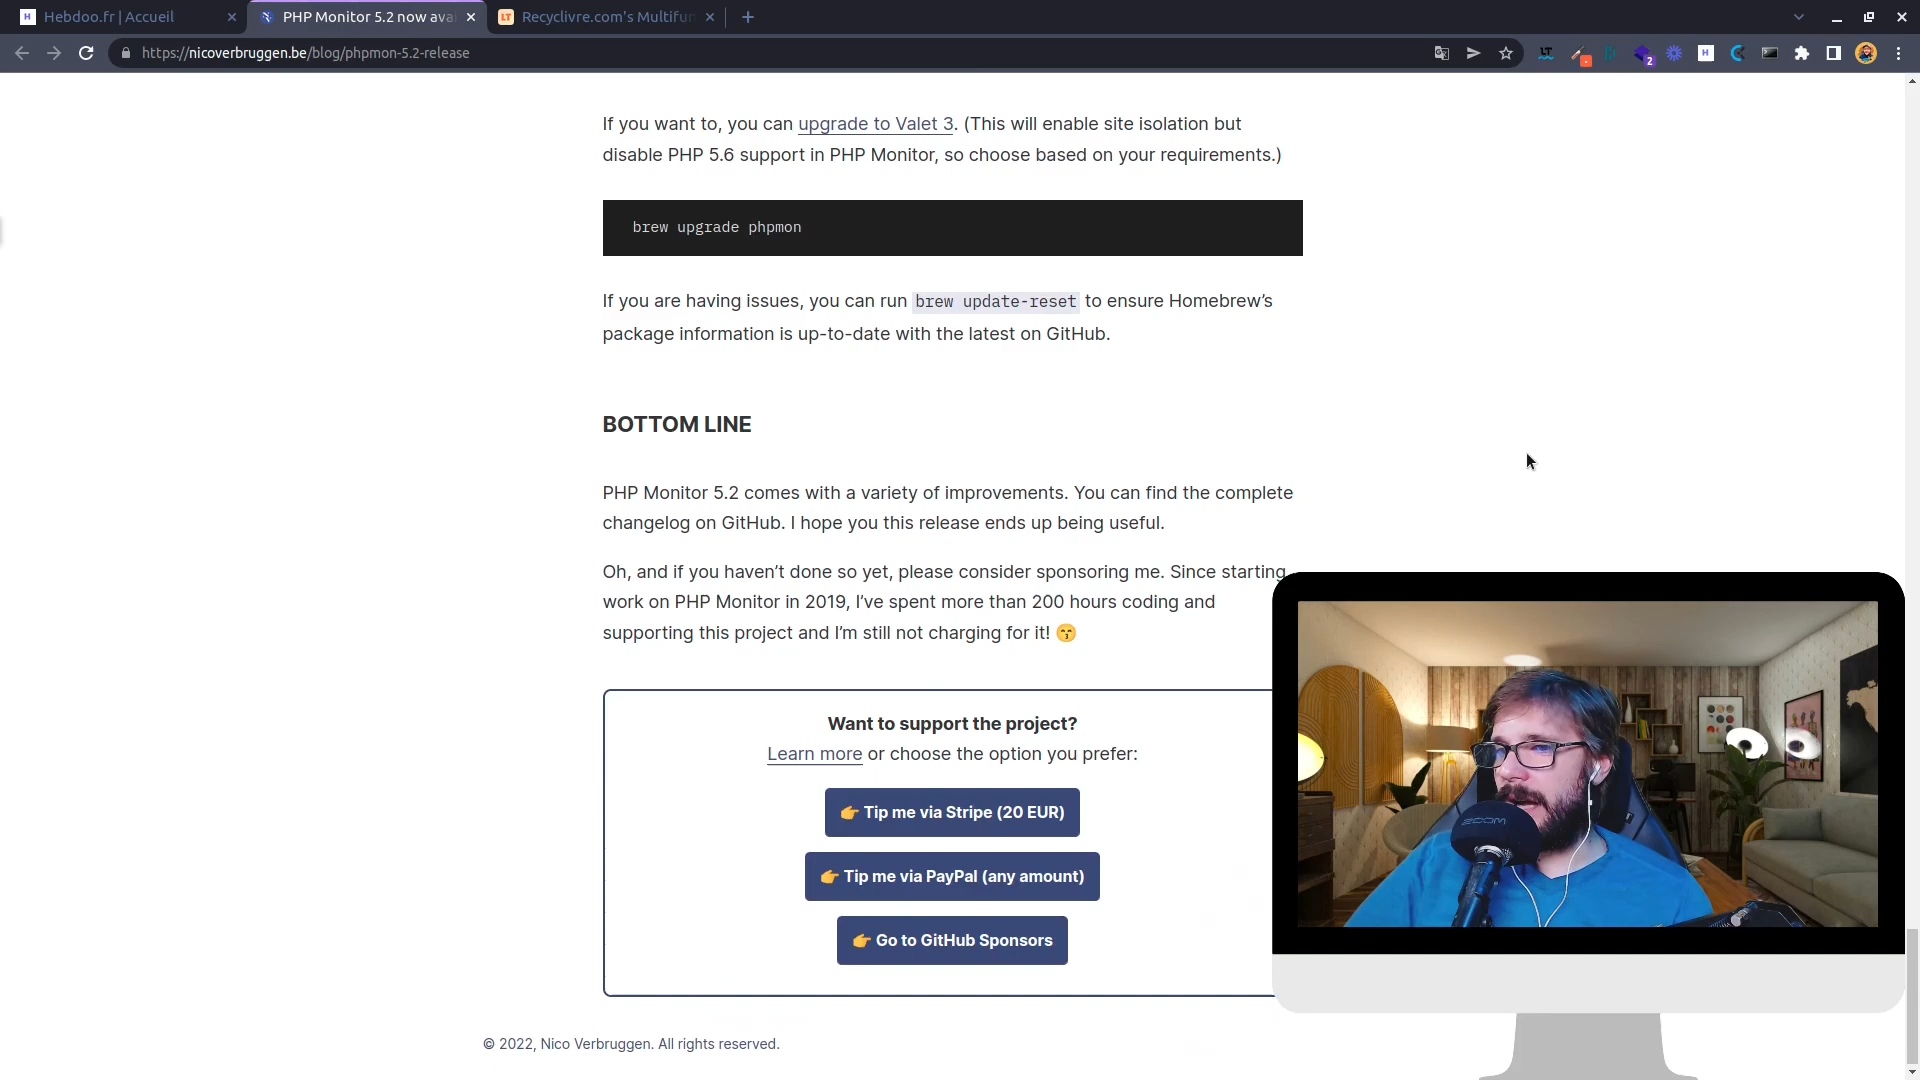 H Hebdoo.fr | Accueil
PHP Monitor 5.2 now ava
LT Recyclivre.com's Multifun
https://nicoverbruggen.be/blog/phpmon-5.2-release
LT
2
H
If you want to, you can upgrade to Valet 3. (This will enable site isolation but
disable PHP 5.6 support in PHP Monitor, so choose based on your requirements.)
brew upgrade phpmon
If you are having issues, you can run brew update-reset to ensure Homebrew’s
package information is up-to-date with the latest on GitHub.
BOTTOM LINE
PHP Monitor 5.2 comes with a variety of improvements. You can find the complete
changelog on GitHub. I hope you this release ends up being useful.
Oh, and if you haven’t done so yet, please consider sponsoring me. Since starting
work on PHP Monitor in 2019, I’ve spent more than 200 hours coding and
supporting this project and I’m still not charging for it! 😙
Want to support the project?
Learn more or choose the option you prefer:
👉 Tip me via Stripe (20 EUR)
👉 Tip me via PayPal (any amount)
👉 Go to GitHub Sponsors
ZOOM
© 2022, Nico Verbruggen. All rights reserved.